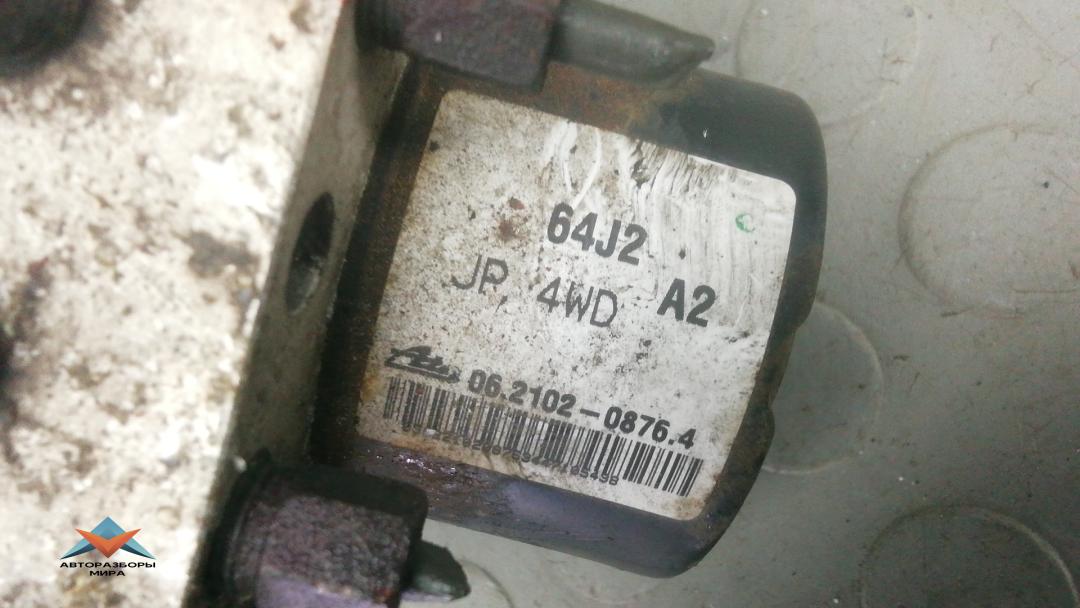 64J2
A2
JP, 4WD
Ate
06.2102-0876.4
АВТОРАЗБОРЫ
МИРА